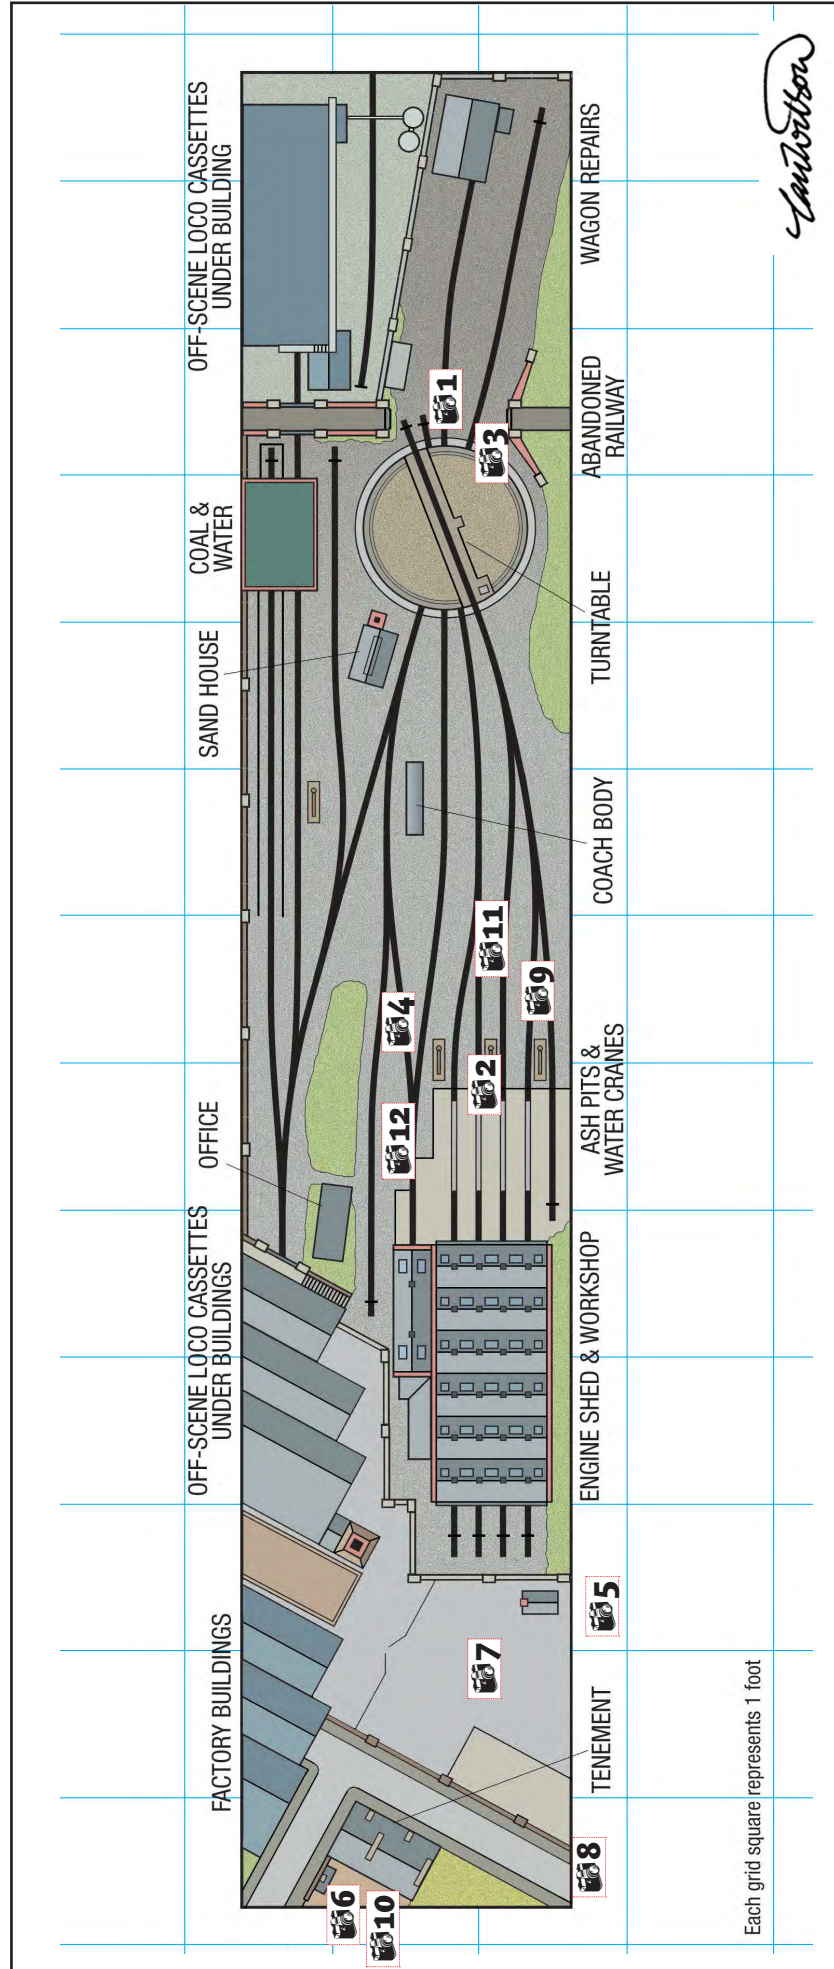 FACTORY BUILDINGS
OFF-SCENE LOCO CASSETTES
UNDER BUILDINGS
OFFICE
SAND HOUSE
COAL &
WATER
OFF-SCENE LOCO CASSETTES
UNDER BUILDING
6
10
12
4
1
7
2
11
3
9
8
5
TENEMENT
ENGINE SHED & WORKSHOP
ASH PITS &
WATER CRANES
COACH BODY
TURNTABLE
ABANDONED
RAILWAY
WAGON REPAIRS
Each grid square represents 1 foot